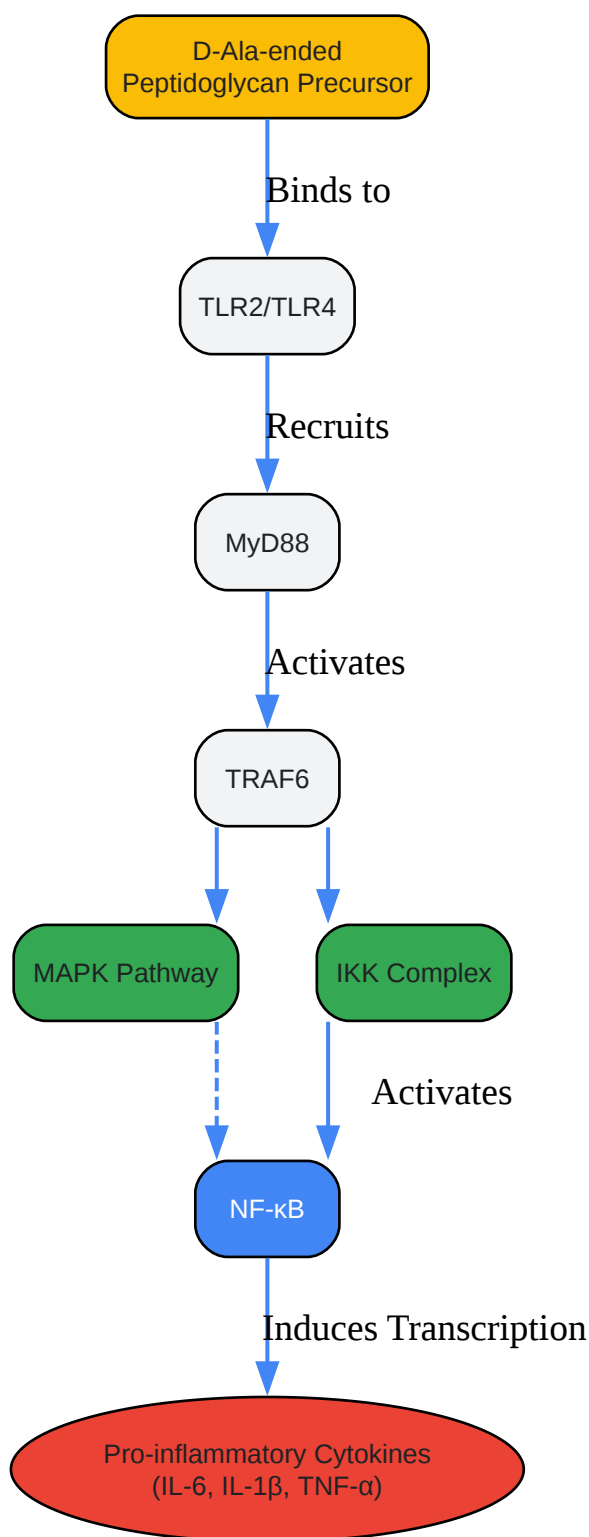 D-Ala-ended
Peptidoglycan Precursor
Binds to
TLR2/TLR4
Recruits
MyD88
Activates
TRAF6
MAPK Pathway
IKK Complex
Activates
NF-κB
Induces Transcription
Pro-inflammatory Cytokines
(IL-6, IL-1β, TNF-α)